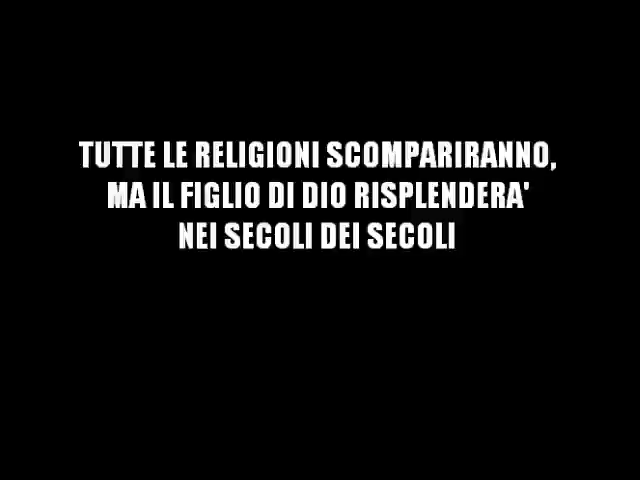 TUTTE LE RELIGIONI SCOMPARIRANNO,
MA IL FIGLIO DI DIO RISPLENDERA'
NEI SECOLI DEI SECOLI